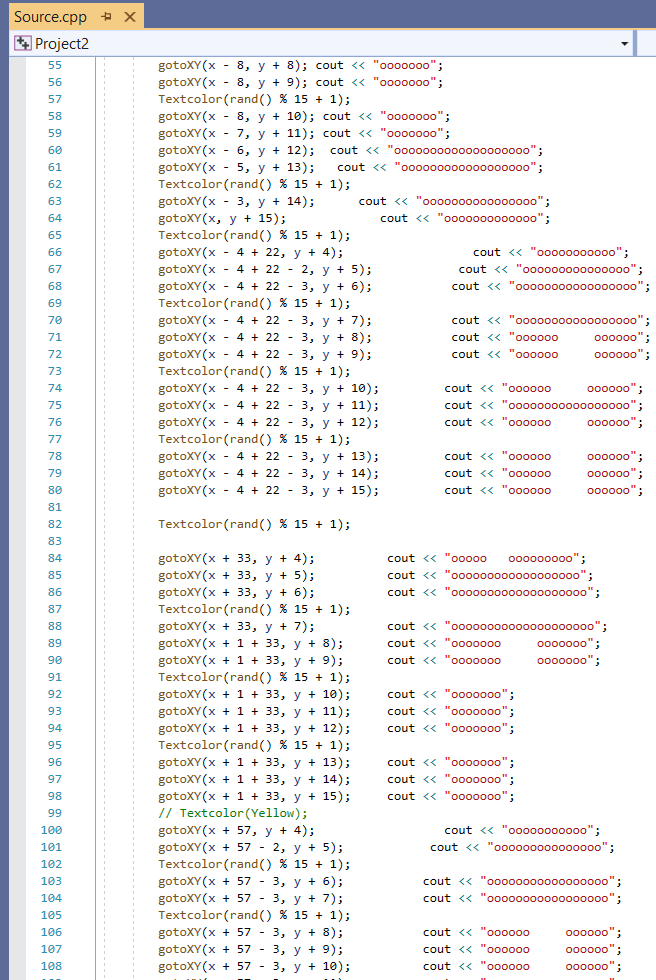 Source.cpp
Project2
55 gotoXY(x - 8, y + 8); cout << "ooooooo";
56 gotoXY(x - 8, y + 9); cout << "ooooooo";
57 Textcolor(rand() % 15 + 1);
58 gotoXY(x - 8, y + 10); cout << "ooooooo";
59 gotoXY(x - 7, y + 11); cout << "ooooooo";
60 gotoXY(x - 6, y + 12);  cout << "ooooooooooooooooooo";
61 gotoXY(x - 5, y + 13);   cout << "oooooooooooooooooo";
62 Textcolor(rand() % 15 + 1);
63 gotoXY(x - 3, y + 14);      cout << "oooooooooooooooo";
64 gotoXY(x, y + 15);             cout << "ooooooooooooo";
65 Textcolor(rand() % 15 + 1);
66 gotoXY(x - 4 + 22, y + 4);                  cout << "ooooooooooo";
67 gotoXY(x - 4 + 22 - 2, y + 5);            cout << "ooooooooooooooo";
68 gotoXY(x - 4 + 22 - 3, y + 6);           cout << "ooooooooooooooooo";
69 Textcolor(rand() % 15 + 1);
70 gotoXY(x - 4 + 22 - 3, y + 7);           cout << "ooooooooooooooooo";
71 gotoXY(x - 4 + 22 - 3, y + 8);           cout << "oooooo     oooooo";
72 gotoXY(x - 4 + 22 - 3, y + 9);           cout << "oooooo     oooooo";
73 Textcolor(rand() % 15 + 1);
74 gotoXY(x - 4 + 22 - 3, y + 10);         cout << "oooooo     oooooo";
75 gotoXY(x - 4 + 22 - 3, y + 11);         cout << "ooooooooooooooooo";
76 gotoXY(x - 4 + 22 - 3, y + 12);         cout << "oooooo     oooooo";
77 Textcolor(rand() % 15 + 1);
78 gotoXY(x - 4 + 22 - 3, y + 13);         cout << "oooooo     oooooo";
79 gotoXY(x - 4 + 22 - 3, y + 14);         cout << "oooooo     oooooo";
80 gotoXY(x - 4 + 22 - 3, y + 15);         cout << "oooooo     oooooo";
81
82 Textcolor(rand() % 15 + 1);
83
84 gotoXY(x + 33, y + 4);          cout << "ooooo   ooooooooo";
85 gotoXY(x + 33, y + 5);          cout << "oooooooooooooooooo";
86 gotoXY(x + 33, y + 6);          cout << "ooooooooooooooooooo";
87 Textcolor(rand() % 15 + 1);
88 gotoXY(x + 33, y + 7);          cout << "oooooooooooooooooooo";
89 gotoXY(x + 1 + 33, y + 8);      cout << "ooooooo     ooooooo";
90 gotoXY(x + 1 + 33, y + 9);      cout << "ooooooo     ooooooo";
91 Textcolor(rand() % 15 + 1);
92 gotoXY(x + 1 + 33, y + 10);     cout << "ooooooo";
93 gotoXY(x + 1 + 33, y + 11);     cout << "ooooooo";
94 gotoXY(x + 1 + 33, y + 12);     cout << "ooooooo";
95 Textcolor(rand() % 15 + 1);
96 gotoXY(x + 1 + 33, y + 13);     cout << "ooooooo";
97 gotoXY(x + 1 + 33, y + 14);     cout << "ooooooo";
98 gotoXY(x + 1 + 33, y + 15);     cout << "ooooooo";
99 // Textcolor(Yellow);
100 gotoXY(x + 57, y + 4);                  cout << "ooooooooooo";
101 gotoXY(x + 57 - 2, y + 5);            cout << "ooooooooooooooo";
102 Textcolor(rand() % 15 + 1);
103 gotoXY(x + 57 - 3, y + 6);           cout << "ooooooooooooooooo";
104 gotoXY(x + 57 - 3, y + 7);           cout << "ooooooooooooooooo";
105 Textcolor(rand() % 15 + 1);
106 gotoXY(x + 57 - 3, y + 8);           cout << "oooooo     oooooo";
107 gotoXY(x + 57 - 3, y + 9);           cout << "oooooo     oooooo";
108 gotoXY(x + 57 - 3, y + 10);          cout << "oooooo     oooooo";